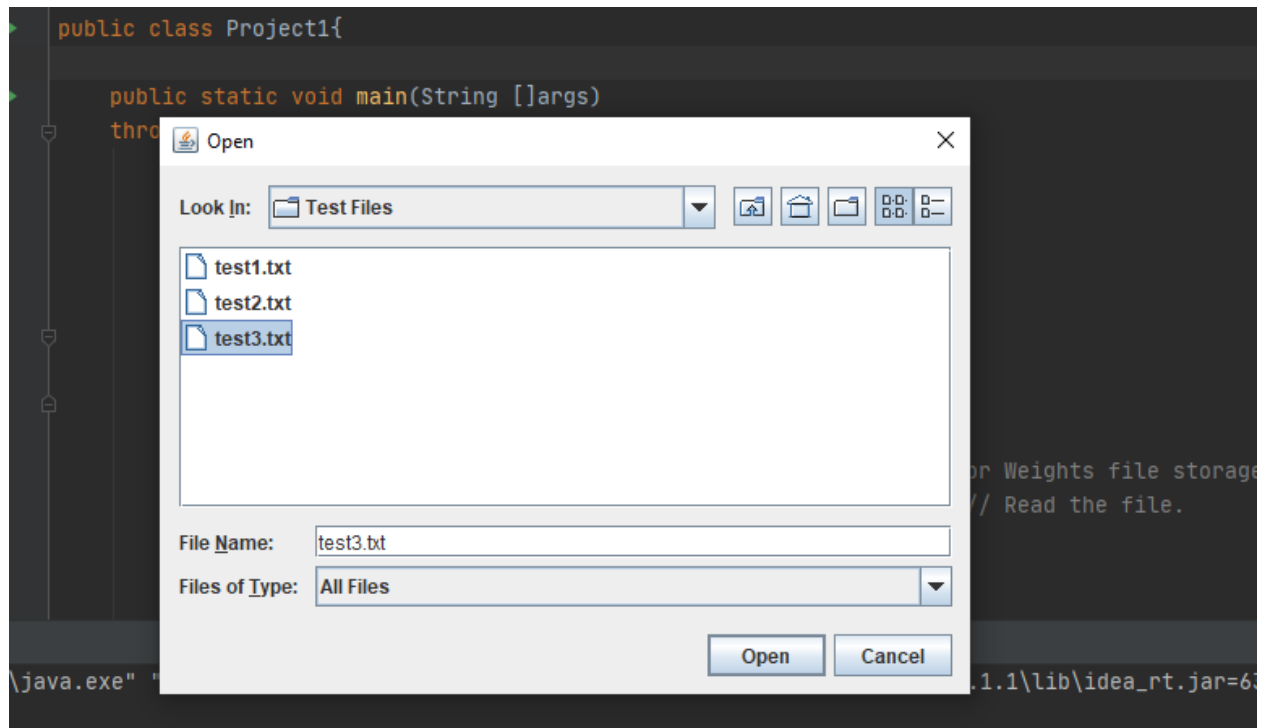 public class Project1{
public static void main(String []args)
thro
Open
Look In: Test Files
test1.txt
test2.txt
test3.txt
or Weights file storage
// Read the file.
File Name: test3.txt
Files of Type: All Files
Open Cancel
\java.exe" " .1.1\lib\idea_rt.jar=63